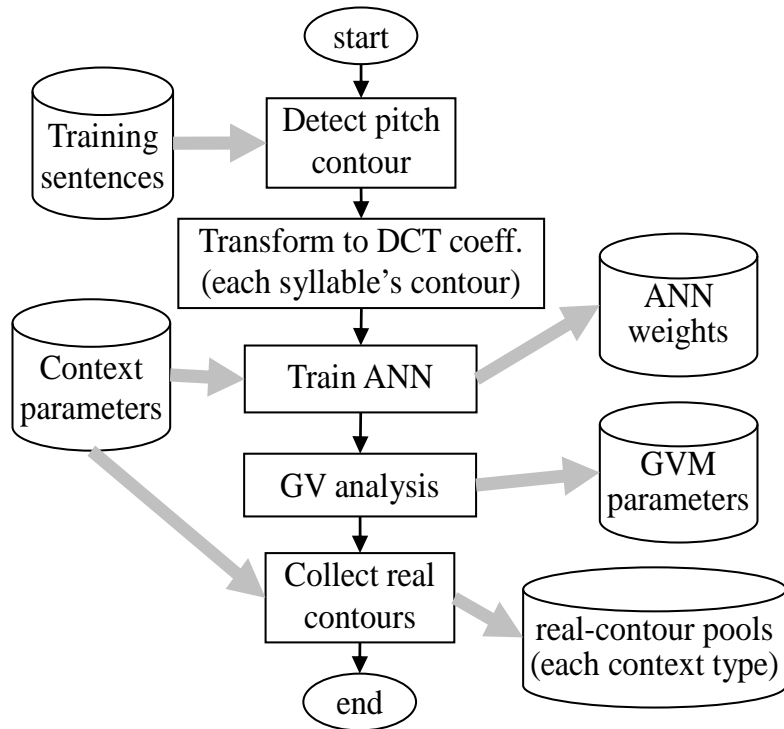 start
Training
sentences
Detect pitch
contour
Transform to DCT coeff.
(each syllable's contour)
ANN
weights
Context
parameters
Train ANN
GV analysis
GVM
parameters
Collect real
contours
real-contour pools
(each context type)
end